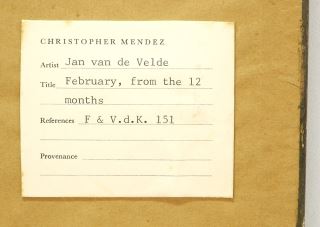 CHRISTOPHER MENDEZ
Artist Jan van de Velde
Title February, from the 12
months
References F & V.d.K. 151
Provenance